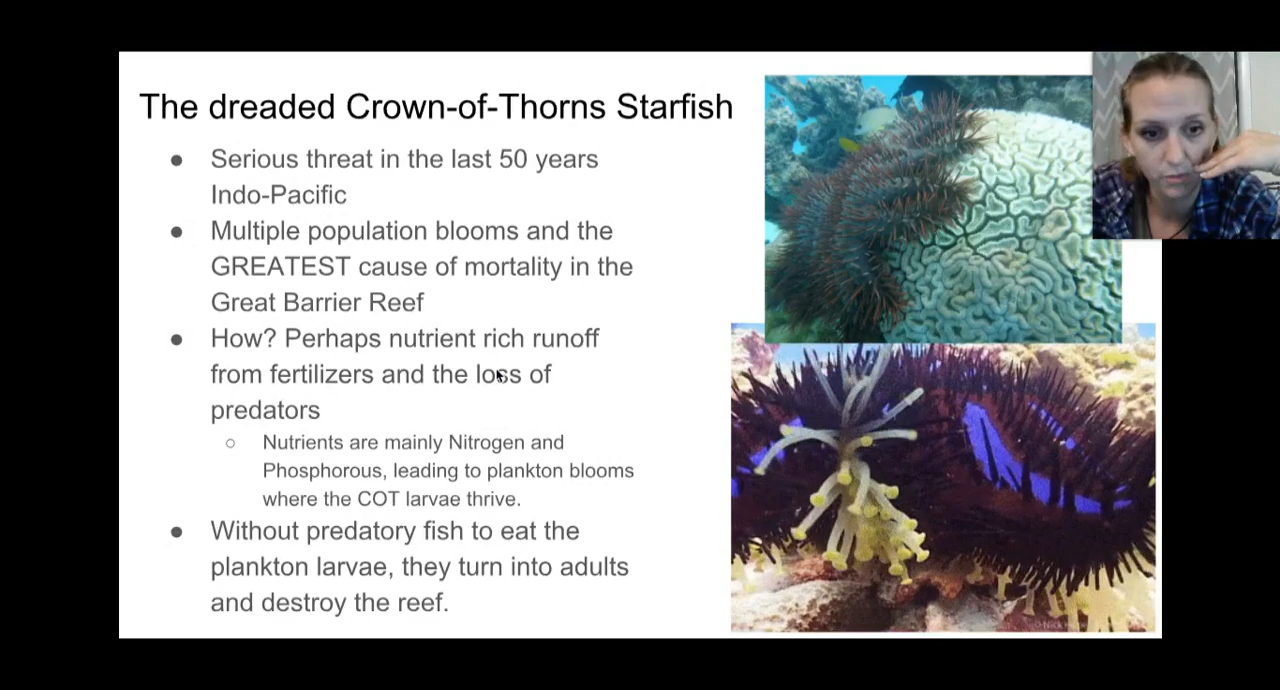 The dreaded Crown-of-Thorns Starfish
● Serious threat in the last 50 years
Indo-Pacific
● Multiple population blooms and the
GREATEST cause of mortality in the
Great Barrier Reef
● How? Perhaps nutrient rich runoff
from fertilizers and the loss of
predators
○ Nutrients are mainly Nitrogen and
Phosphorous, leading to plankton blooms
where the COT larvae thrive.
● Without predatory fish to eat the
plankton larvae, they turn into adults
and destroy the reef.